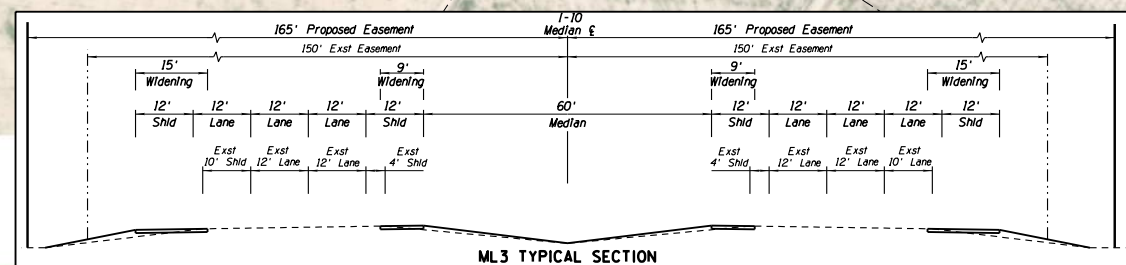 I-10
165' Proposed Easement Median ℄ 165' Proposed Easement
150' Exst Easement 150' Exst Easement
15' 9' 9' 15'
Widening Widening Widening Widening
12' 12' 12' 12' 12' 60' 12' 12' 12' 12' 12'
Shld Lane Lane Lane Shld Median Shld Lane Lane Lane Shld
Exst Exst Exst Exst Exst Exst Exst Exst
10' Shld 12' Lane 12' Lane 4' Shld 4' Shld 12' Lane 12' Lane 10' Lane
ML3 TYPICAL SECTION